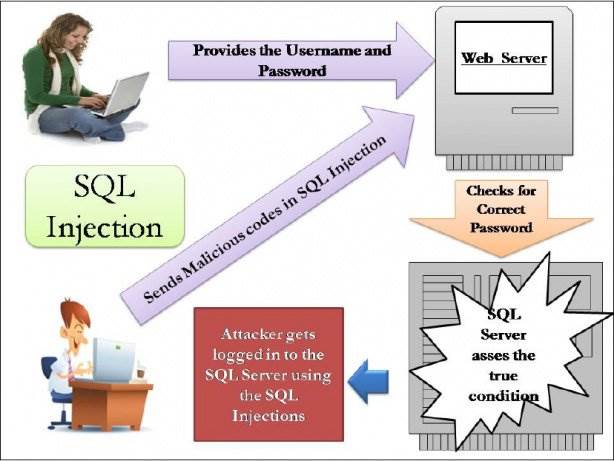 Provides the Username and
Password
Web Server
Sends Malicious codes in SQL Injection
SQL
Injection
Checks for
Correct
Password
SQL
Server
asses the
true
condition
Attacker gets
logged in to the
SQL Server using
the SQL
Injections